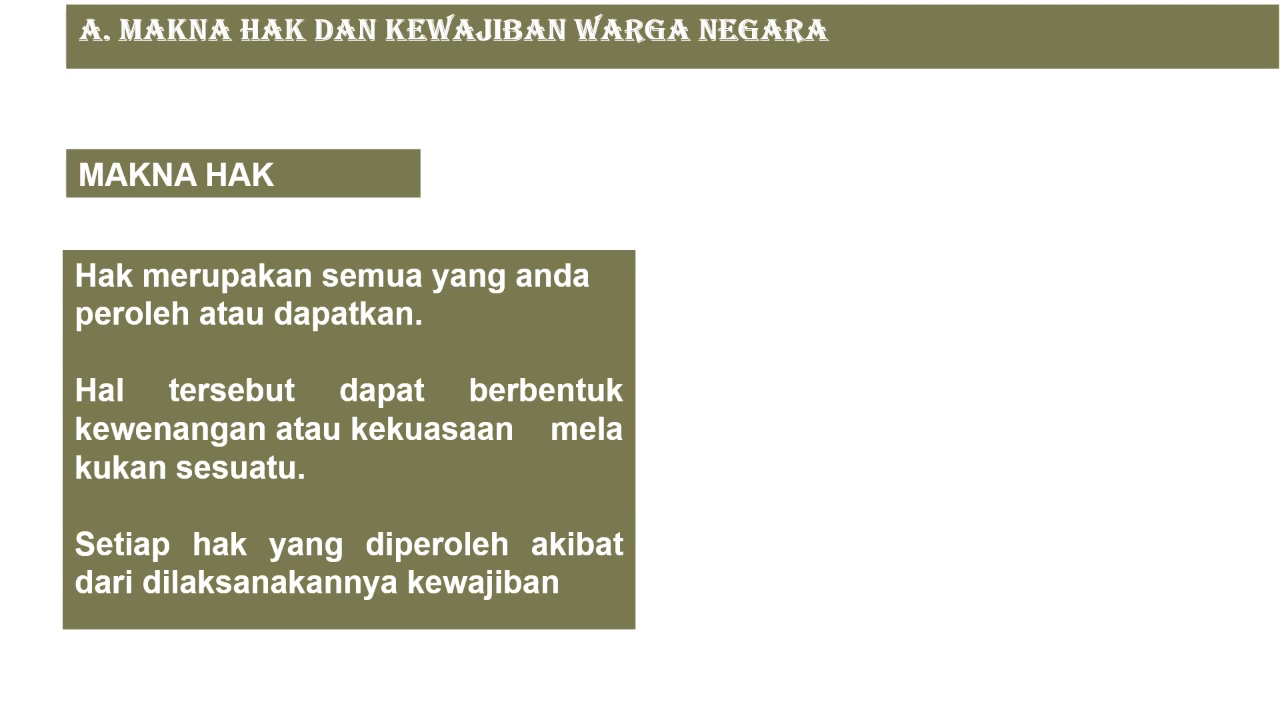 A. MAKNA HAK DAN KEWAJIBAN WARGA NEGARA
MAKNA HAK
Hak merupakan semua yang anda
peroleh atau dapatkan.
Hal tersebut dapat berbentuk
kewenangan atau kekuasaan mela
kukan sesuatu.
Setiap hak yang diperoleh akibat
dari dilaksanakannya kewajiban